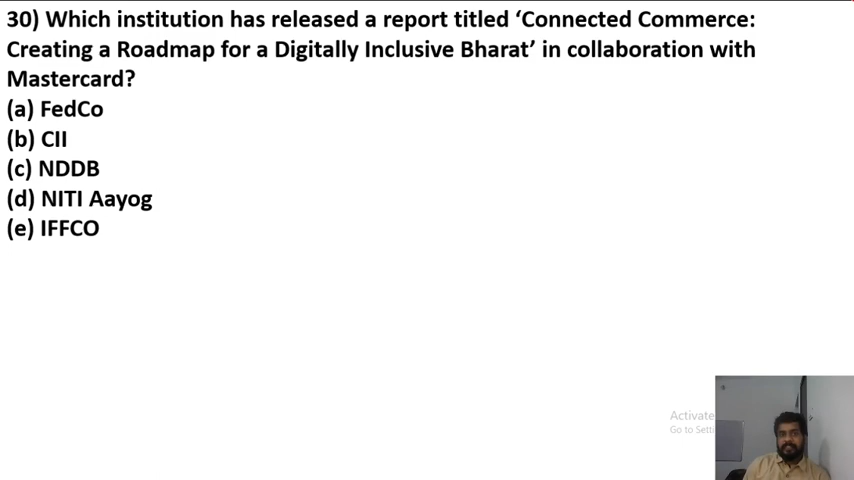 30) Which institution has released a report titled ‘Connected Commerce:
Creating a Roadmap for a Digitally Inclusive Bharat’ in collaboration with
Mastercard?
(a) FedCo
(b) CII
(c) NDDB
(d) NITI Aayog
(e) IFFCO
Activate
Go to Setti